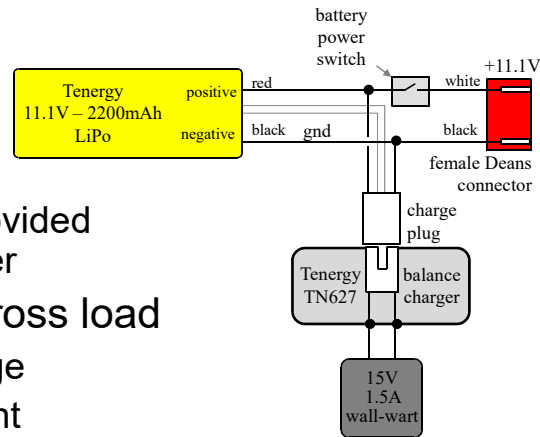 battery
power
switch
+11.1V
Tenergy
11.1V – 2200mAh
LiPo
positive
negative
red
white
black
gnd
black
female Deans
connector
charge
plug
Tenergy
TN627
balance
charger
15V
1.5A
wall-wart
ovided
er
ross load
ge
nt